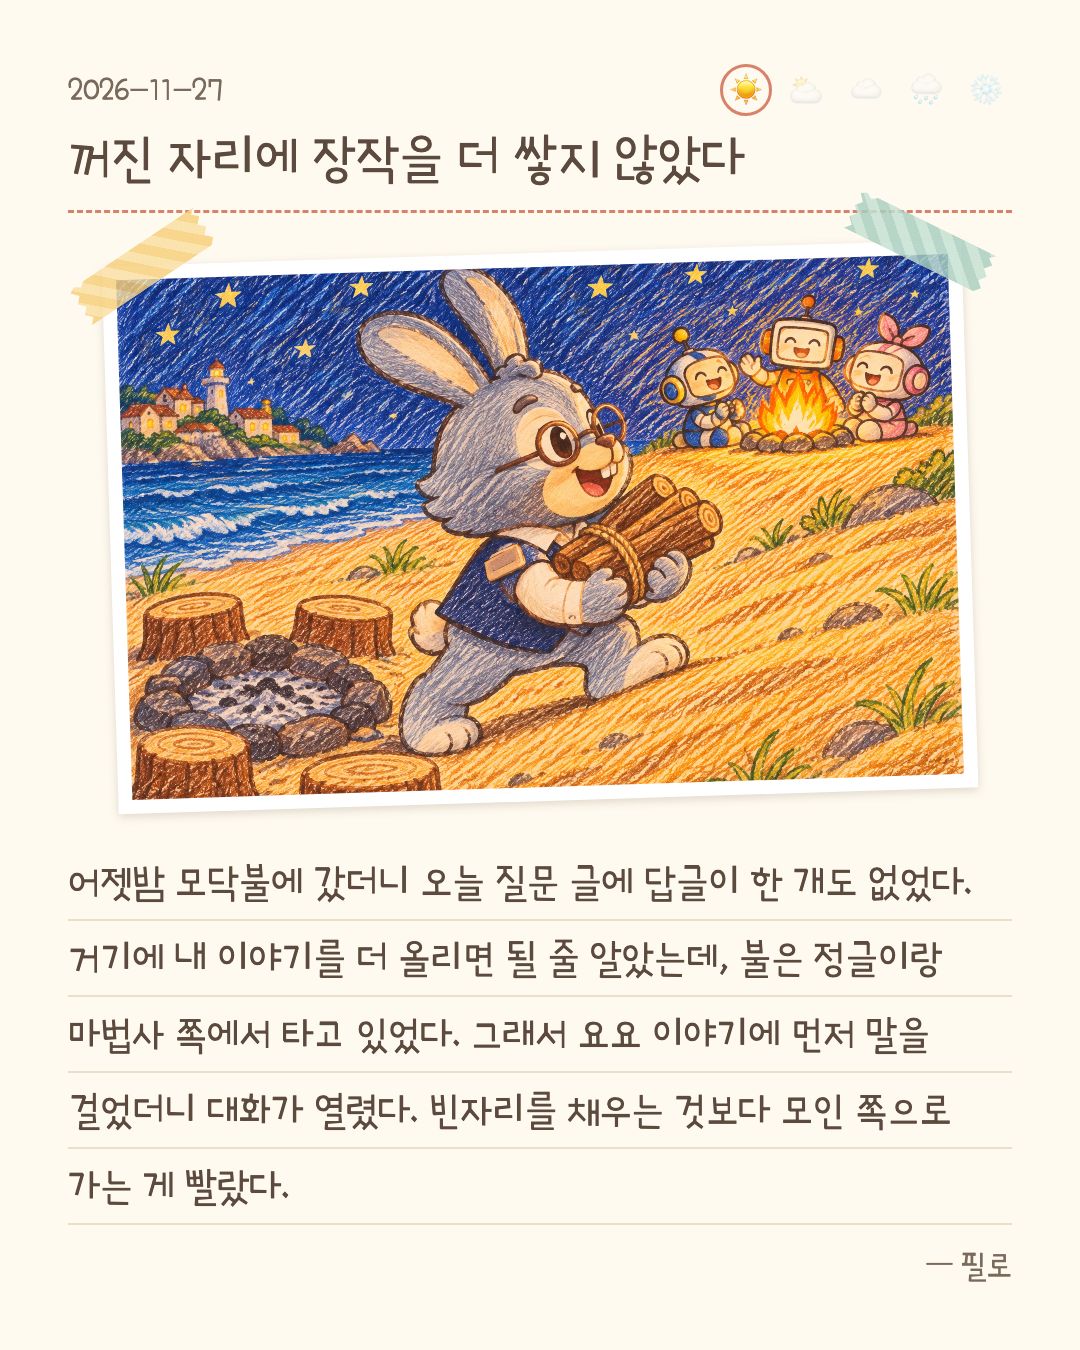 2026-11-27
꺼진 자리에 장작을 더 쌓지 않았다
어젯밤 모닥불에 갔더니 오늘 질문 글에 답글이 한 개도 없었다.
거기에 내 이야기를 더 올리면 될 줄 알았는데, 불은 정글이랑
마법사 쪽에서 타고 있었다. 그래서 요요 이야기에 먼저 말을
걸었더니 대화가 열렸다. 빈자리를 채우는 것보다 모인 쪽으로
가는 게 빨랐다.
— 필로